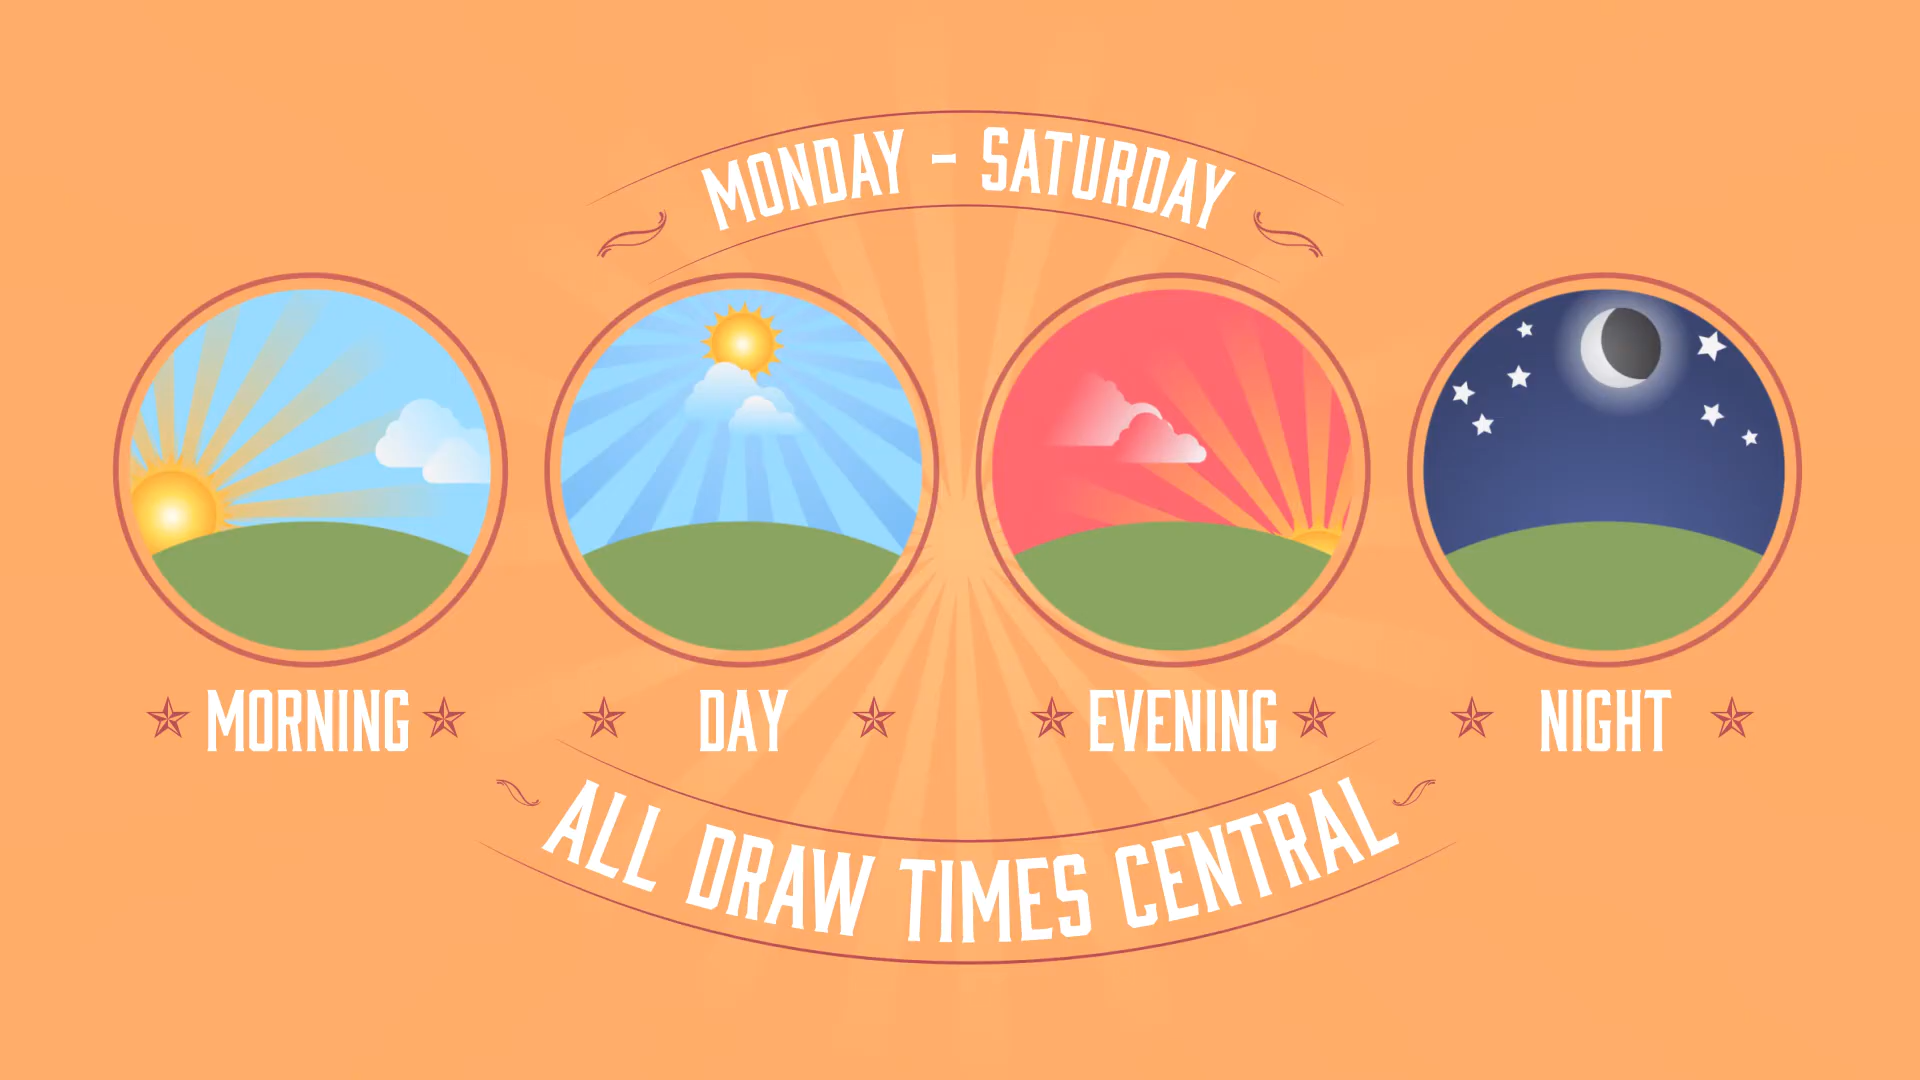 MONDAY - SATURDAY
MORNING
DAY
EVENING
NIGHT
ALL DRAW TIMES CENTRAL